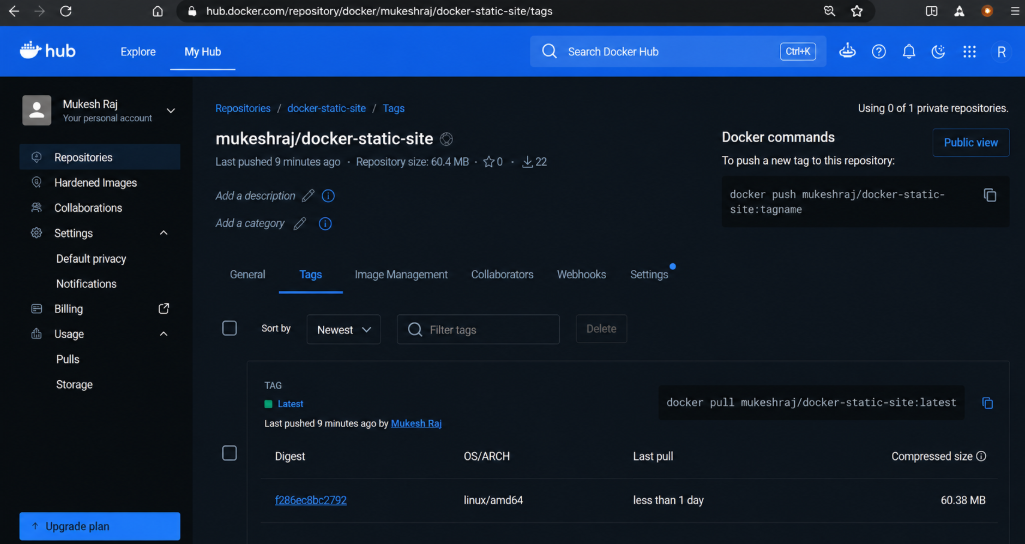 hub.docker.com/repository/docker/mukeshraj/docker-static-site/tags
hub
Explore
My Hub
Search Docker Hub
Ctrl+K
R
Mukesh Raj
Your personal account
Repositories
Hardened Images
Collaborations
Settings
Default privacy
Notifications
Billing
Usage
Pulls
Storage
Upgrade plan
Repositories / docker-static-site / Tags
Using 0 of 1 private repositories.
mukeshraj/docker-static-site
Last pushed 9 minutes ago · Repository size: 60.4 MB · 0 · 22
Add a description
Add a category
Docker commands
Public view
To push a new tag to this repository:
docker push mukeshraj/docker-static-
site:tagname
General Tags Image Management Collaborators Webhooks Settings
Sort by
Newest
Filter tags
Delete
TAG
Latest
Last pushed 9 minutes ago by Mukesh Raj
docker pull mukeshraj/docker-static-site:latest
Digest OS/ARCH Last pull Compressed size
f286ec8bc2792 linux/amd64 less than 1 day 60.38 MB